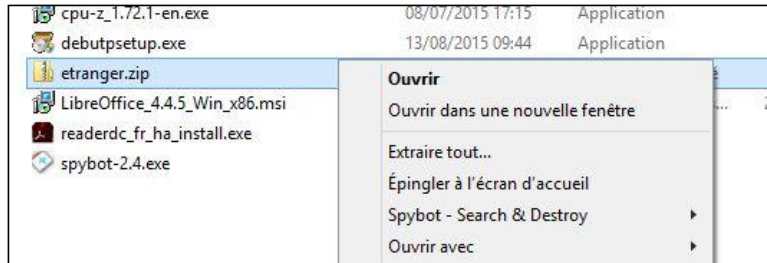 cpu-z_1.72.1-en.exe 08/07/2015 17:15 Application
debutpsetup.exe 13/08/2015 09:44 Application
etranger.zip
Ouvrir
LibreOffice_4.4.5_Win_x86.msi
Ouvrir dans une nouvelle fenêtre
readerdc_fr_ha_install.exe
Extraire tout...
spybot-2.4.exe
Épingler à l'écran d'accueil
Spybot - Search & Destroy
Ouvrir avec